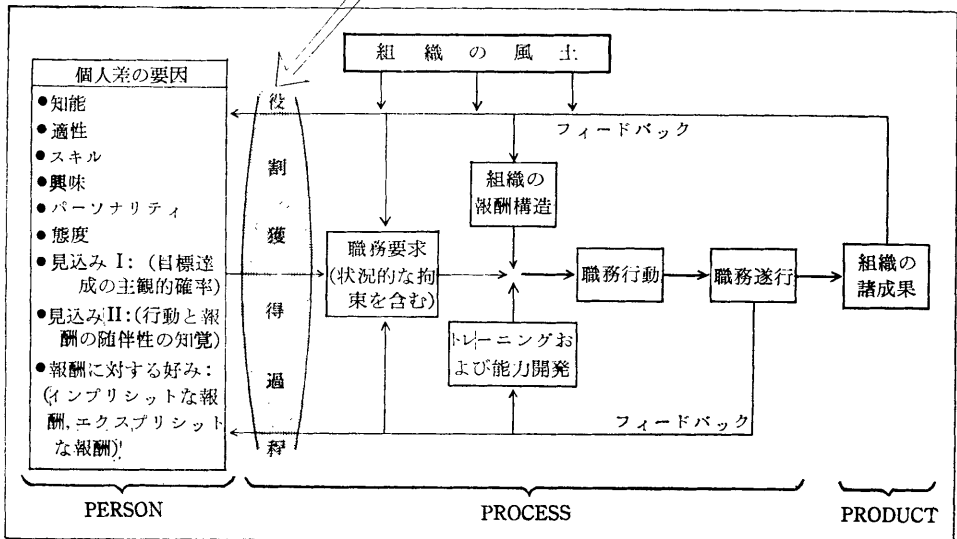 組織の風土
個人差の要因
●知能
●適性
●スキル
●興味
●パーソナリティ
●態度
●見込みⅠ:(目標達
成の主観的確率)
●見込みⅡ:(行動と報
酬の随伴性の知覚)
●報酬に対する好み:
(インプリシットな報
酬,エクスプリシット
な報酬)
役割獲得過程
フィードバック
組織の
報酬構造
職務要求
(状況的な拘
束を含む)
職務行動
職務遂行
組織の
諸成果
トレーニングお
よび能力開発
フィードバック
PERSON
PROCESS
PRODUCT